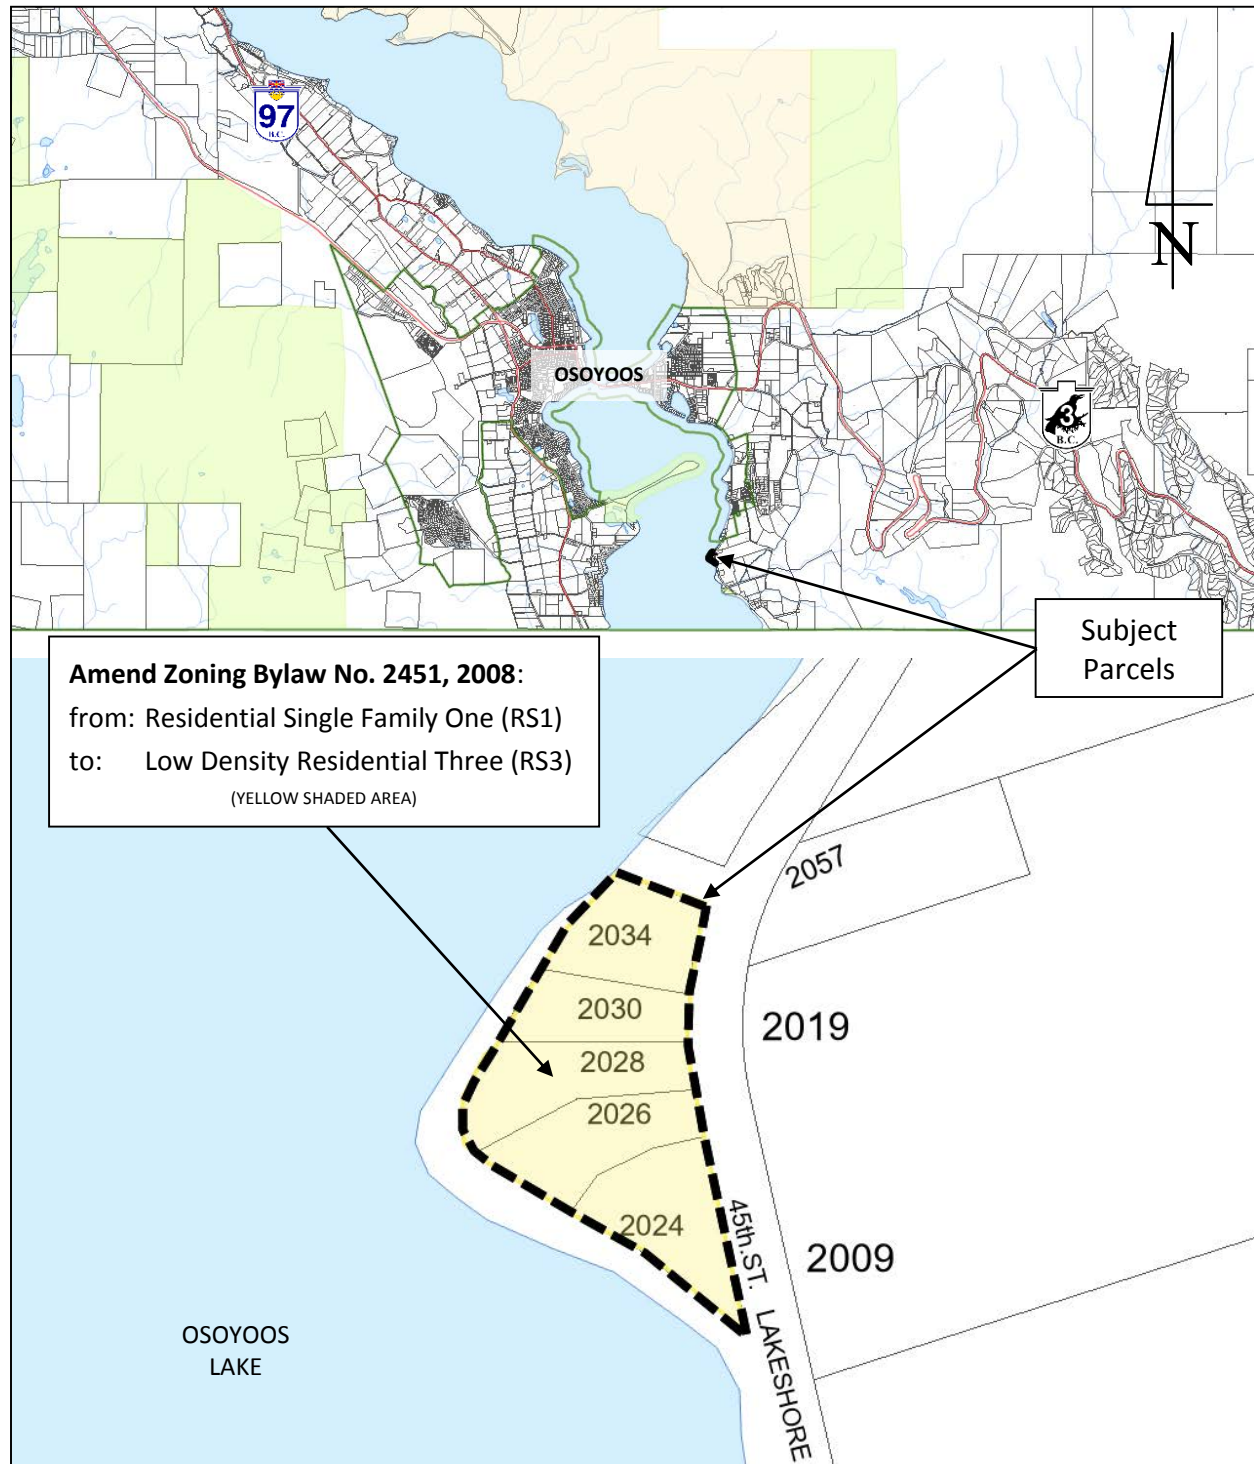 97
B.C.
N
OSOYOOS
3
B.C.
Subject
Parcels
Amend Zoning Bylaw No. 2451, 2008:
from: Residential Single Family One (RS1)
to: Low Density Residential Three (RS3)
(YELLOW SHADED AREA)
2057
2034
2030
2019
2028
2026
2024
45th.ST.
2009
LAKESHORE
OSOYOOS
LAKE